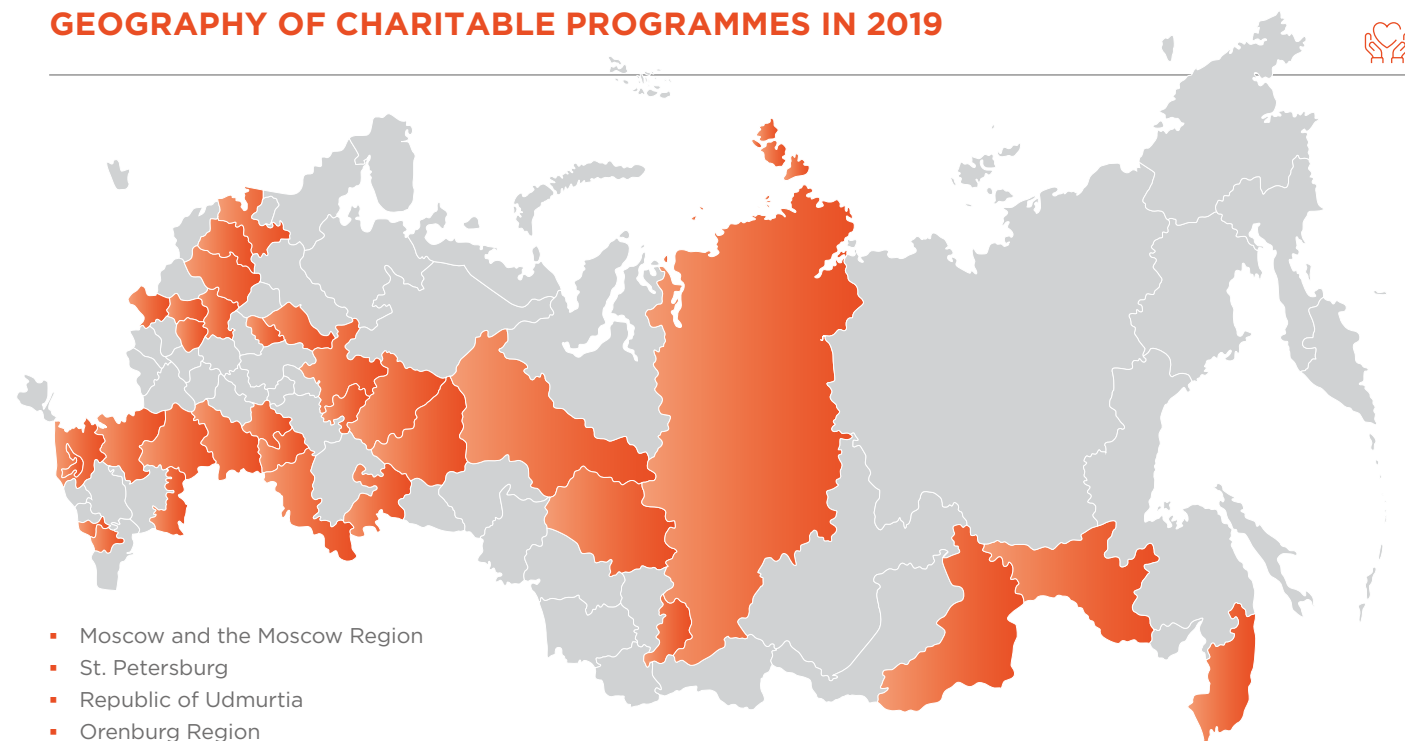 GEOGRAPHY OF CHARITABLE PROGRAMMES IN 2019
▪ Moscow and the Moscow Region
▪ St. Petersburg
▪ Republic of Udmurtia
▪ Orenburg Region